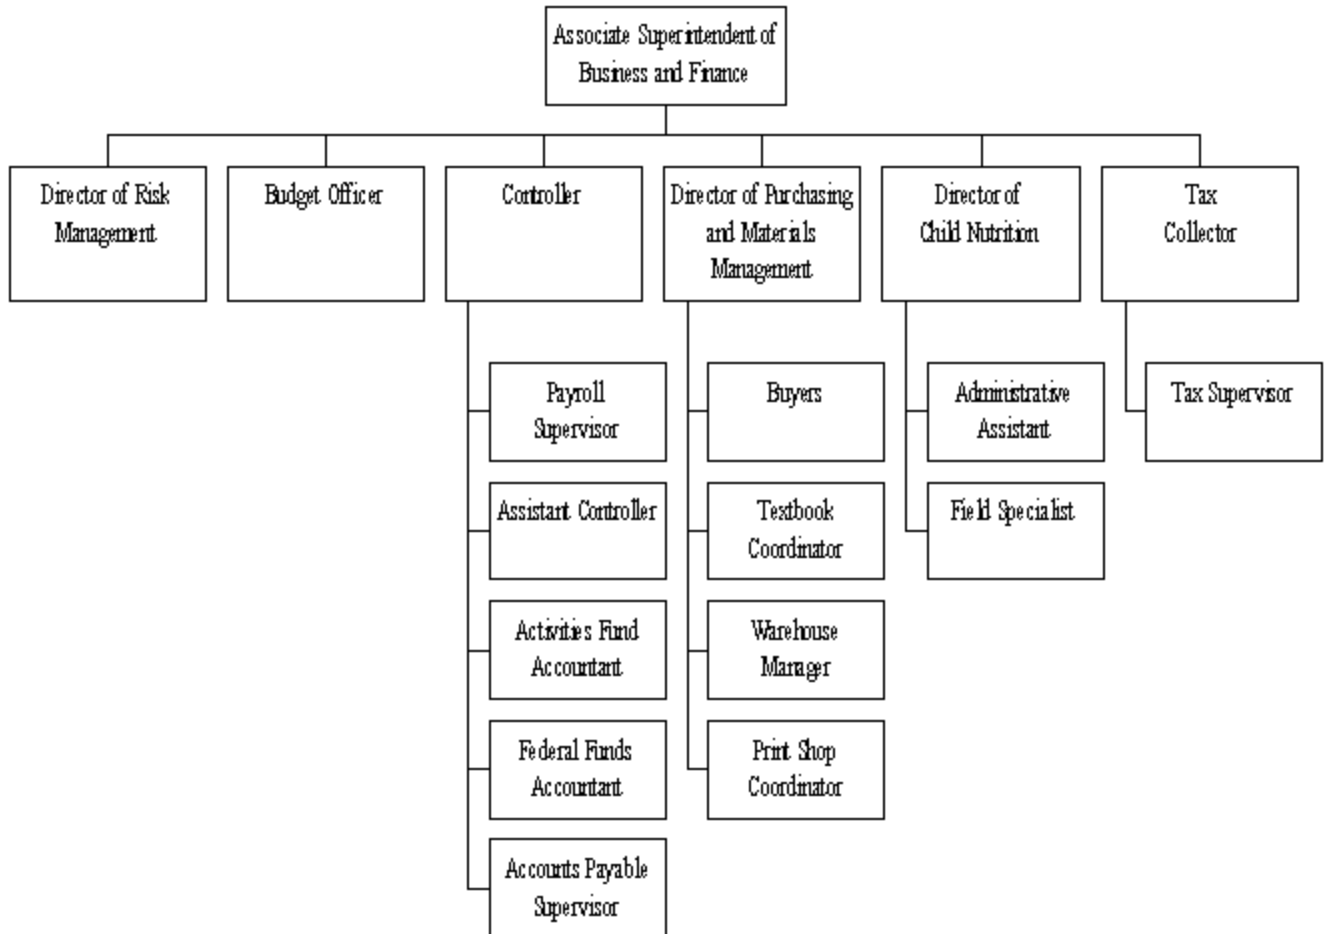 Associate Superintendent of
Business and Finance
Director of Risk
Management
Budget Officer
Controller
Director of Purchasing
and Materials
Management
Director of
Child Nutrition
Tax
Collector
Payroll
Supervisor
Assistant Controller
Activities Fund
Accountant
Federal Funds
Accountant
Accounts Payable
Supervisor
Buyers
Textbook
Coordinator
Warehouse
Manager
Print Shop
Coordinator
Administrative
Assistant
Field Specialist
Tax Supervisor